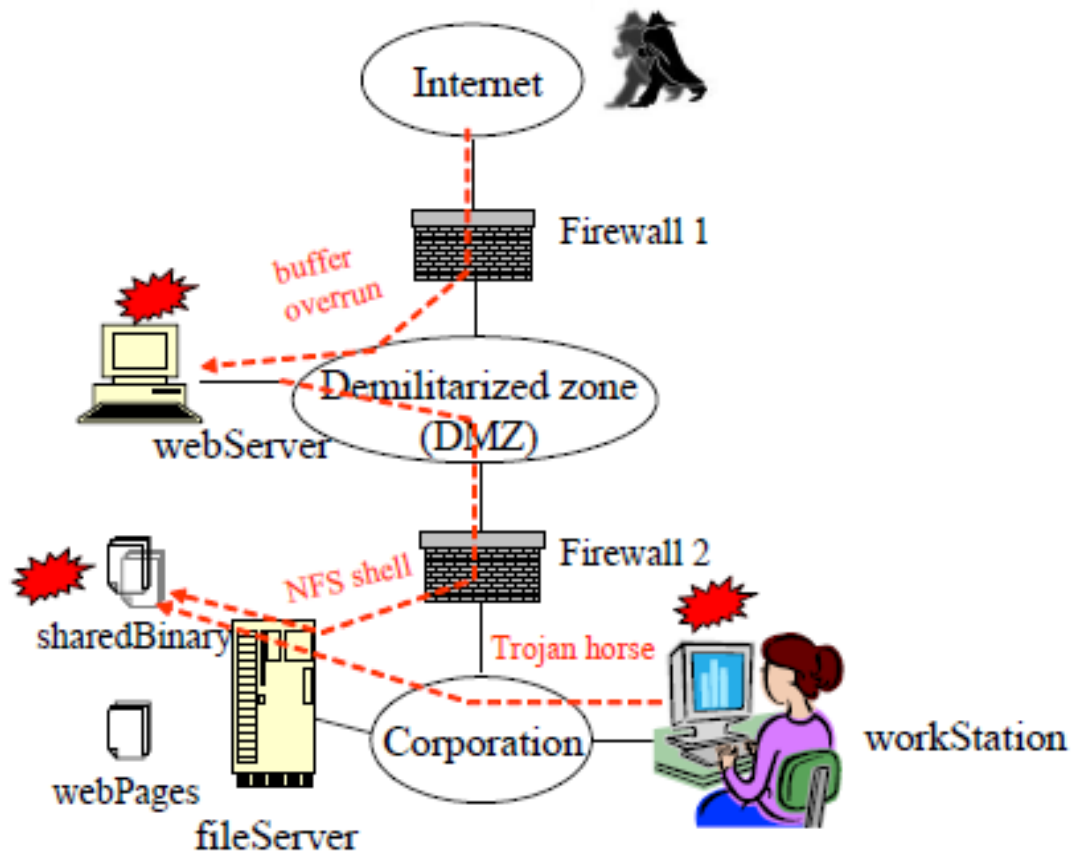 Internet
Firewall 1
buffer
overrun
Demilitarized zone
(DMZ)
webServer
Firewall 2
NFS shell
sharedBinary
Trojan horse
Corporation
workStation
webPages
fileServer